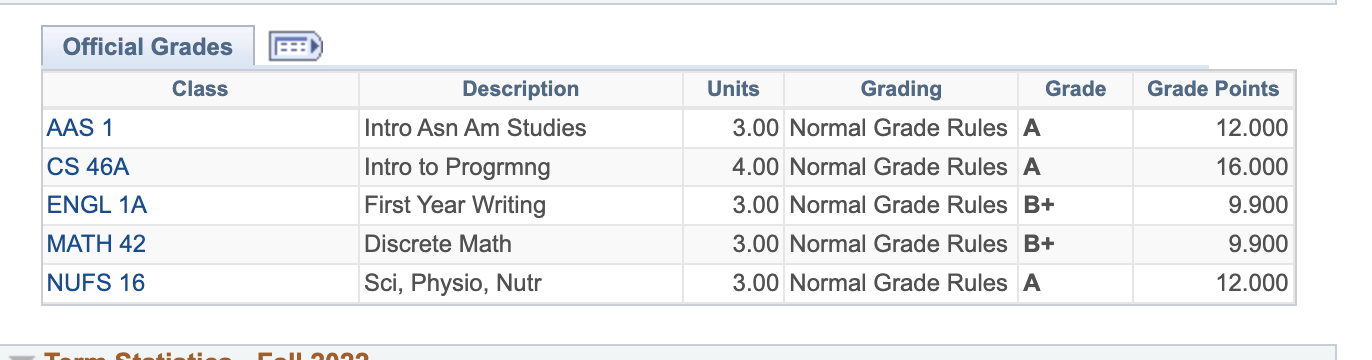 Official Grades
Class Description Units Grading Grade Grade Points
AAS 1 Intro Asn Am Studies 3.00 Normal Grade Rules A 12.000
CS 46A Intro to Progrmng 4.00 Normal Grade Rules A 16.000
ENGL 1A First Year Writing 3.00 Normal Grade Rules B+ 9.900
MATH 42 Discrete Math 3.00 Normal Grade Rules B+ 9.900
NUFS 16 Sci, Physio, Nutr 3.00 Normal Grade Rules A 12.000
Term Statistics - Fall